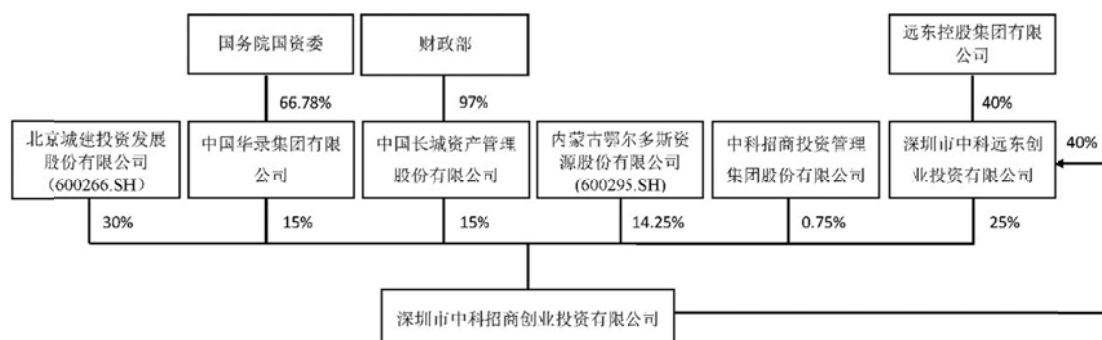 国务院国资委
财政部
远东控股集团有限
公司
66.78%
97%
40%
北京城建投资发展
股份有限公司
（600266.SH）
中国华录集团有限
公司
中国长城资产管理
股份有限公司
内蒙古鄂尔多斯资
源股份有限公司
(600295.SH)
中科招商投资管理
集团股份有限公司
深圳市中科远东创
业投资有限公司
40%
30%
15%
15%
14.25%
0.75%
25%
深圳市中科招商创业投资有限公司